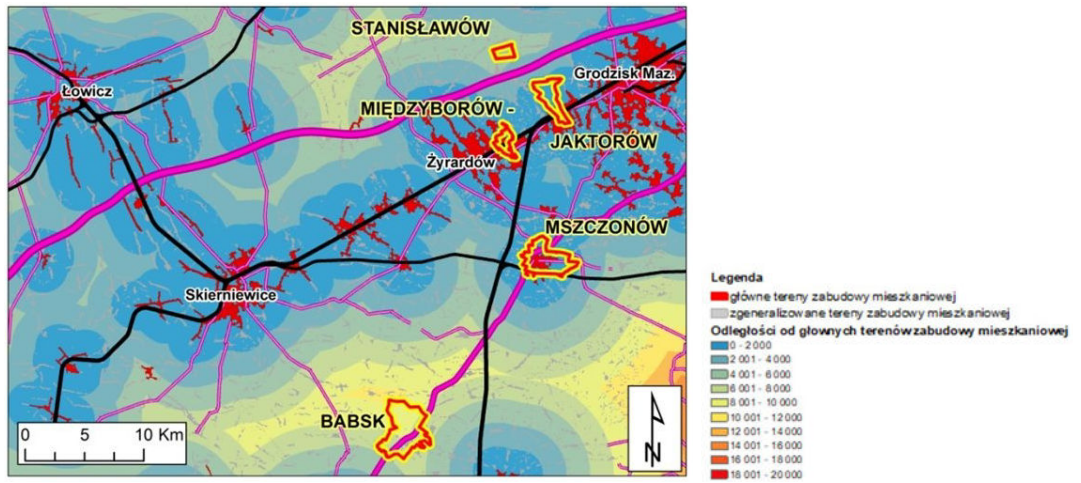 STANISŁAWÓW
Grodzisk Maz.
Łowicz
MIĘDZYBORÓW -
JAKTORÓW
Żyrardów
MSZCZONÓW
Skierniewice
BABSK
0 5 10 Km
N
Legenda
główne tereny zabudowy mieszkaniowej
zgeneralizowane tereny zabudowy mieszkaniowej
Odległości od głownych terenów zabudowy mieszkaniowej
0 - 2 000
2 001 - 4 000
4 001 - 6 000
6 001 - 8 000
8 001 - 10 000
10 001 - 12 000
12 001 - 14 000
14 001 - 16 000
16 001 - 18 000
18 001 - 20 000